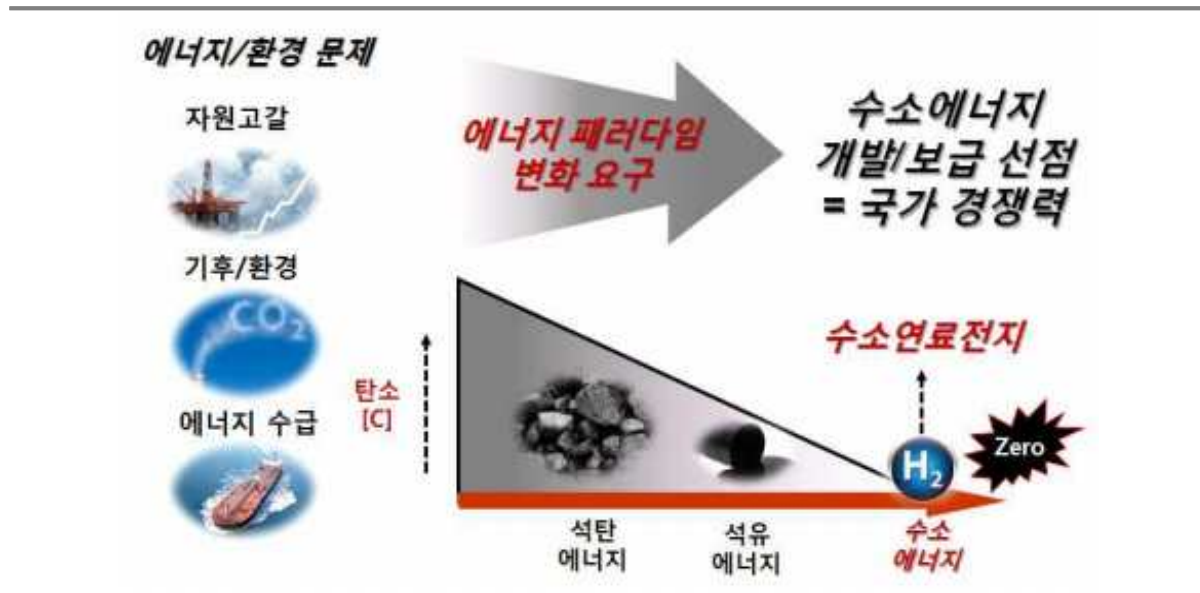 에너지/환경 문제
자원고갈
기후/환경
CO2
에너지 수급
에너지 패러다임
변화 요구
수소에너지
개발/보급 선점
= 국가 경쟁력
탄소
[C]
수소연료전지
H2
Zero
석탄
에너지
석유
에너지
수소
에너지